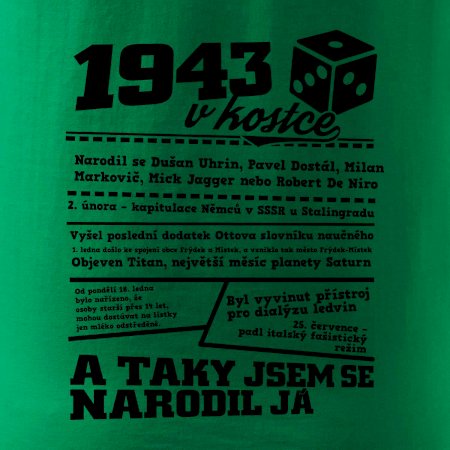 1943
v kostce
Narodil se Dušan Uhrin, Pavel Dostál, Milan
Markovič, Mick Jagger nebo Robert De Niro
2. února - kapitulace Němců v SSSR u Stalingradu
Vyšel poslední dodatek Ottova slovníku naučného
1. ledna došlo ke spojení obce Frýdek a Místek, a vzniklo tak město Frýdek-Místek
Objeven Titan, největší měsíc planety Saturn
Od pondělí 18. ledna
bylo nařízeno, že
osoby starší přes 14 let,
mohou dostávat na lístky
jen mléko odstředěné.
Byl vyvinut přístroj
pro dialýzu ledvin
25. července -
padl italský fašistický
režim
A TAKY JSEM SE
NARODIL JÁ